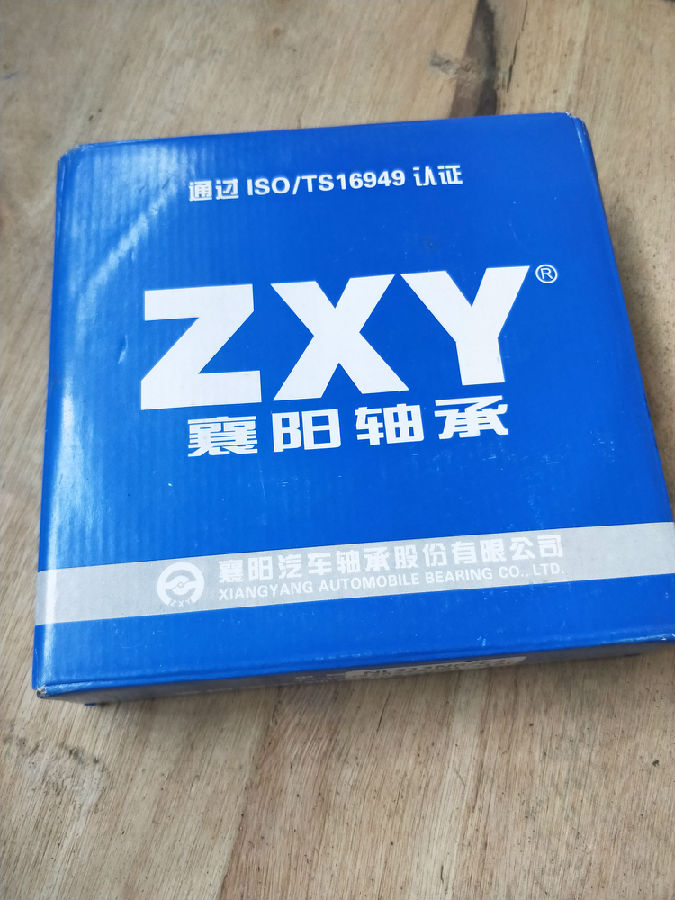 通过 ISO/TS16949 认证
ZXY®
襄阳轴承
襄阳汽车轴承股份有限公司
XIANGYANG AUTOMOBILE BEARING CO., LTD.
ZXY